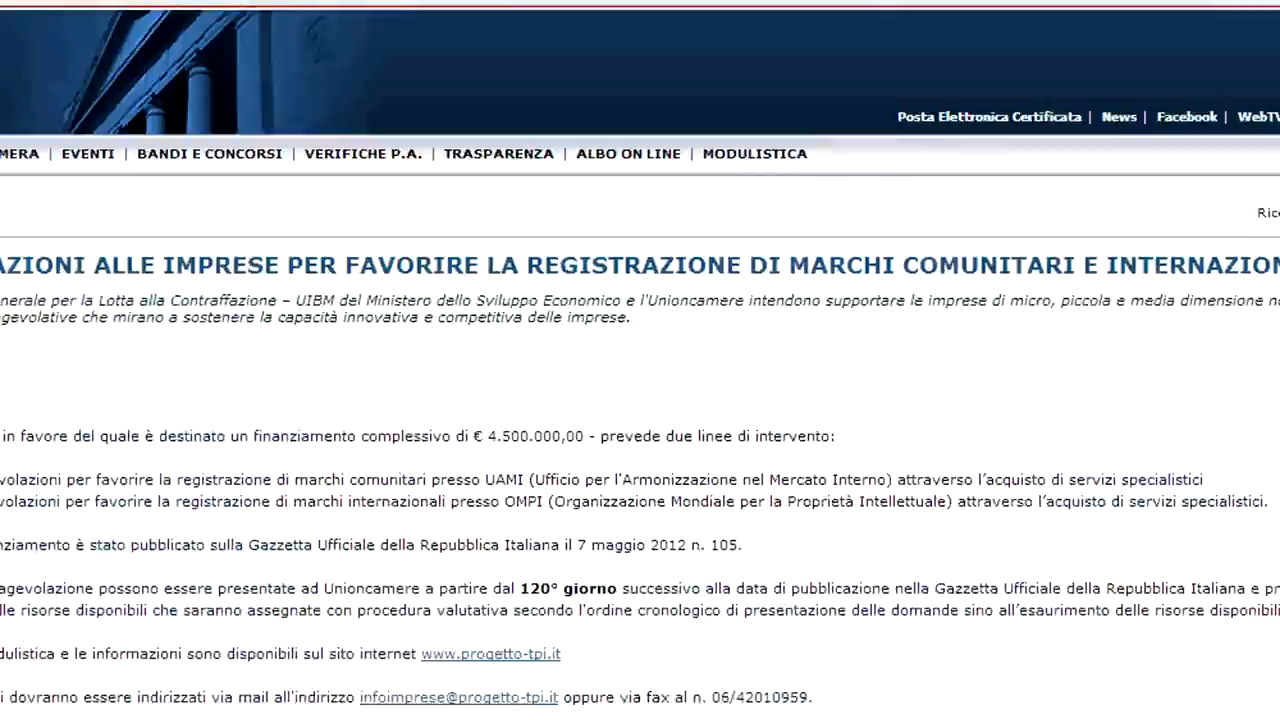 Posta Elettronica Certificata | News | Facebook | WebTV
MERA | EVENTI | BANDI E CONCORSI | VERIFICHE P.A. | TRASPARENZA | ALBO ON LINE | MODULISTICA
Rice
AZIONI ALLE IMPRESE PER FAVORIRE LA REGISTRAZIONE DI MARCHI COMUNITARI E INTERNAZION
nerale per la Lotta alla Contraffazione – UIBM del Ministero dello Sviluppo Economico e l'Unioncamere intendono supportare le imprese di micro, piccola e media dimensione ne
agevolative che mirano a sostenere la capacità innovativa e competitiva delle imprese.
in favore del quale è destinato un finanziamento complessivo di € 4.500.000,00 - prevede due linee di intervento:
volazioni per favorire la registrazione di marchi comunitari presso UAMI (Ufficio per l'Armonizzazione nel Mercato Interno) attraverso l’acquisto di servizi specialistici
volazioni per favorire la registrazione di marchi internazionali presso OMPI (Organizzazione Mondiale per la Proprietà Intellettuale) attraverso l’acquisto di servizi specialistici.
nziamento è stato pubblicato sulla Gazzetta Ufficiale della Repubblica Italiana il 7 maggio 2012 n. 105.
agevolazione possono essere presentate ad Unioncamere a partire dal 120° giorno successivo alla data di pubblicazione nella Gazzetta Ufficiale della Repubblica Italiana e pr
lle risorse disponibili che saranno assegnate con procedura valutativa secondo l'ordine cronologico di presentazione delle domande sino all’esaurimento delle risorse disponibili
dulistica e le informazioni sono disponibili sul sito internet www.progetto-tpi.it
i dovranno essere indirizzati via mail all'indirizzo infoimprese@progetto-tpi.it oppure via fax al n. 06/42010959.